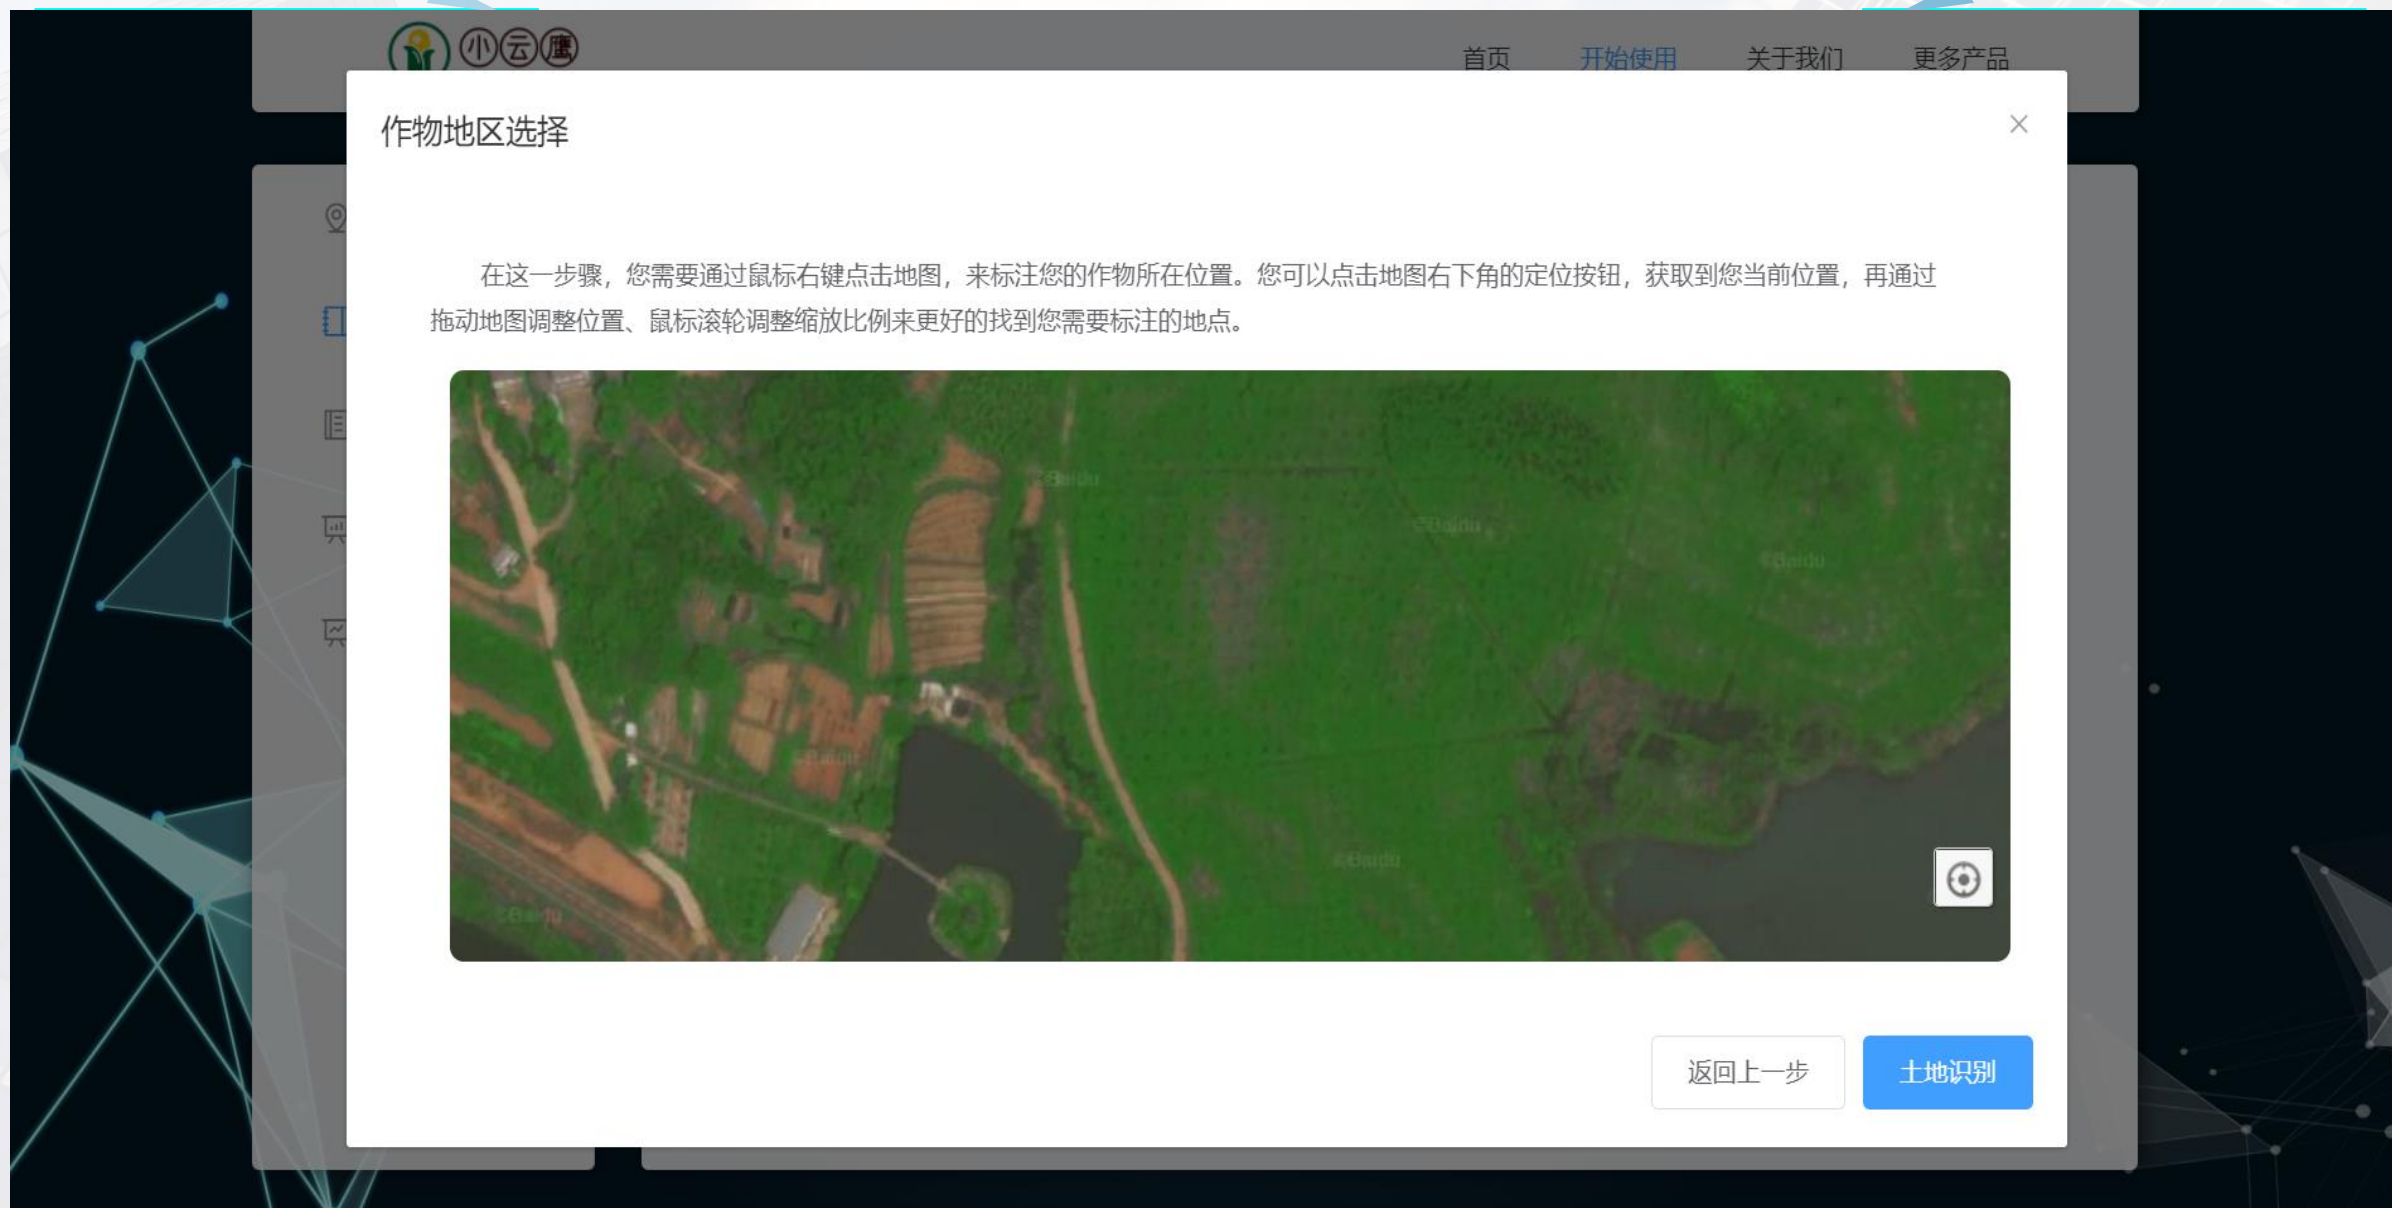 小云鹰
首页 开始使用 关于我们 更多产品
作物地区选择
在这一步骤，您需要通过鼠标右键点击地图，来标注您的作物所在位置。您可以点击地图右下角的定位按钮，获取到您当前位置，再通过
拖动地图调整位置、鼠标滚轮调整缩放比例来更好的找到您需要标注的地点。
©Baidu
©Baidu
©Baidu
©Baidu
©Baidu
©Baidu
返回上一步 土地识别